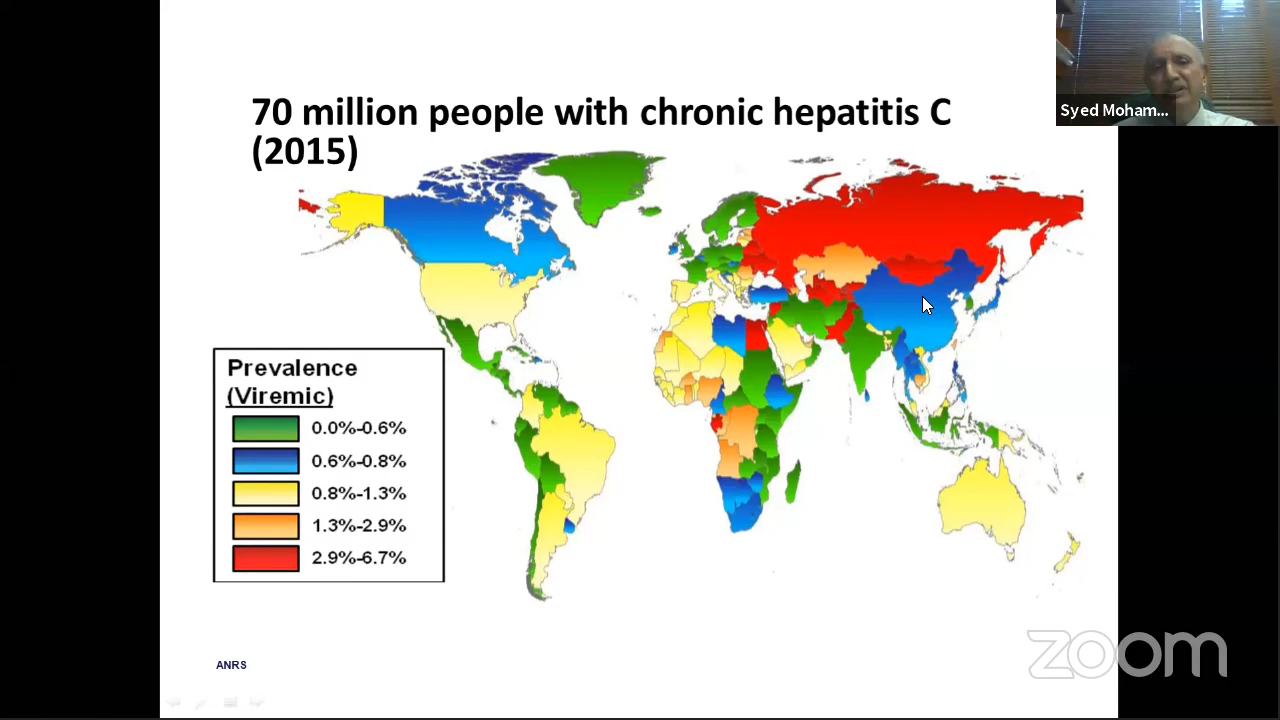 70 million people with chronic hepatitis C
(2015)
Syed Moham...
Prevalence
(Viremic)
0.0%-0.6%
0.6%-0.8%
0.8%-1.3%
1.3%-2.9%
2.9%-6.7%
ANRS
zoom